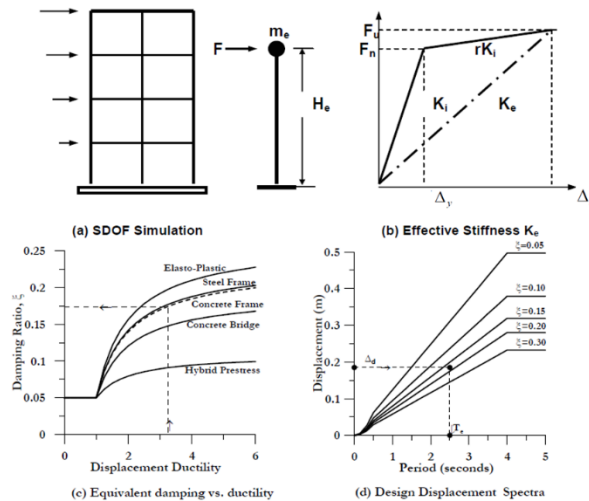 F
mₑ
Hₑ
Fᵤ
Fₙ
rKᵢ
Kᵢ
Kₑ
Δᵧ
Δ
(a) SDOF Simulation
(b) Effective Stiffness Kₑ
0.25
0.2
0.15
0.1
0.05
0
Damping Ratio, ξ
Elasto-Plastic
Steel Frame
Concrete Frame
Concrete Bridge
Hybrid Prestress
0 2 4 6
Displacement Ductility
(c) Equivalent damping vs. ductility
0.5
0.4
0.3
0.2
0.1
0
Displacement (m)
ξ=0.05
ξ=0.10
ξ=0.15
ξ=0.20
ξ=0.30
Δd
Tₑ
0 1 2 3 4 5
Period (seconds)
(d) Design Displacement Spectra